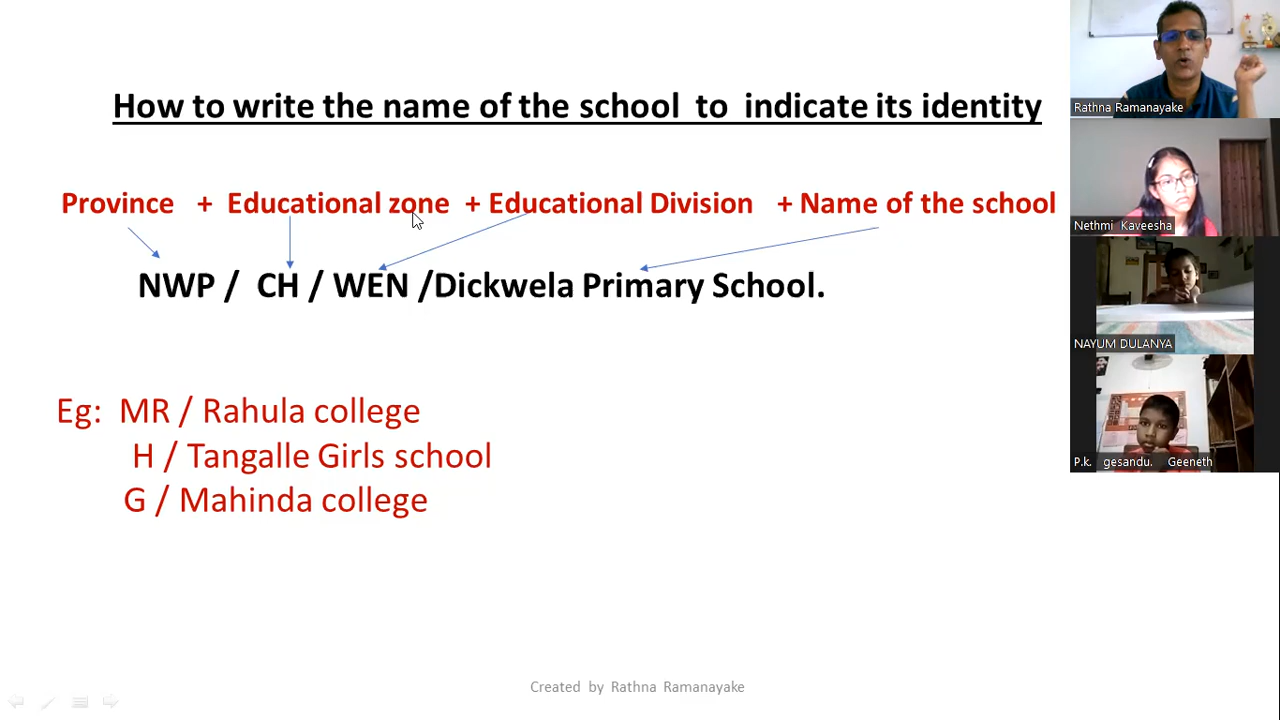 How to write the name of the school to indicate its identity
Province + Educational zone + Educational Division + Name of the school
NWP / CH / WEN /Dickwela Primary School.
Eg: MR / Rahula college
H / Tangalle Girls school
G / Mahinda college
Created by Rathna Ramanayake
Rathna Ramanayake
Nethmi Kaveesha
NAYUM DULANYA
P.k. gesandu. Geeneth